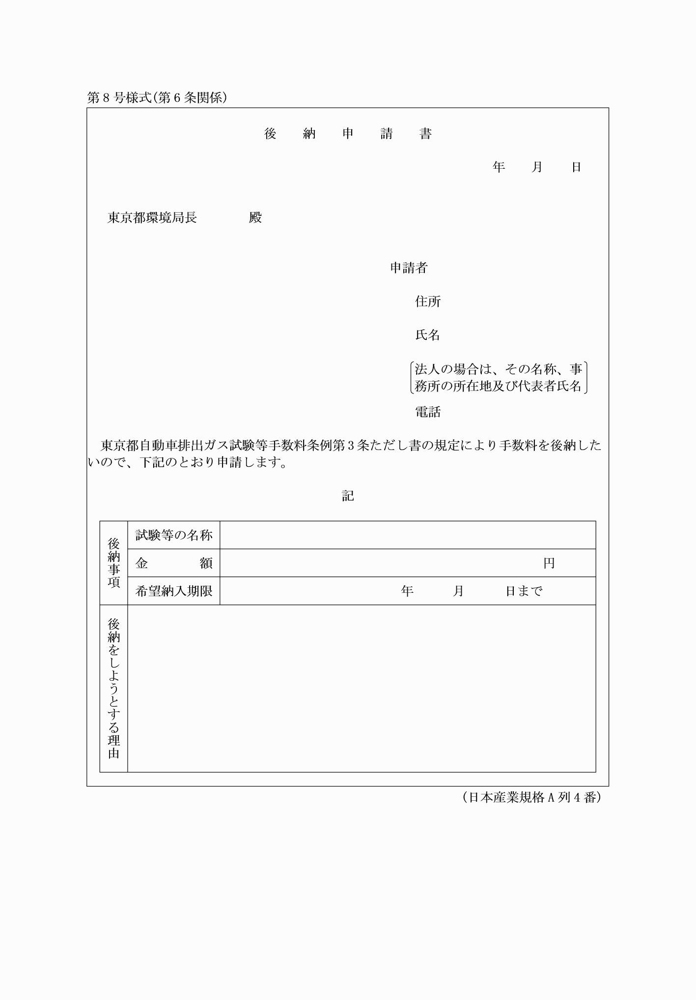 第８号様式（第６条関係）
後　納　申　請　書
年　月　日
東京都環境局長　　　　殿
申請者
住所
氏名
法人の場合は、その名称、事
務所の所在地及び代表者氏名
電話
東京都自動車排出ガス試験等手数料条例第３条ただし書の規定により手数料を後納した
いので、下記のとおり申請します。
記
後納事項
試験等の名称
金　　　　額　　　　円
希望納入期限　　　　年　　　月　　　日まで
後納をしようとする理由
（日本産業規格Ａ列４番）